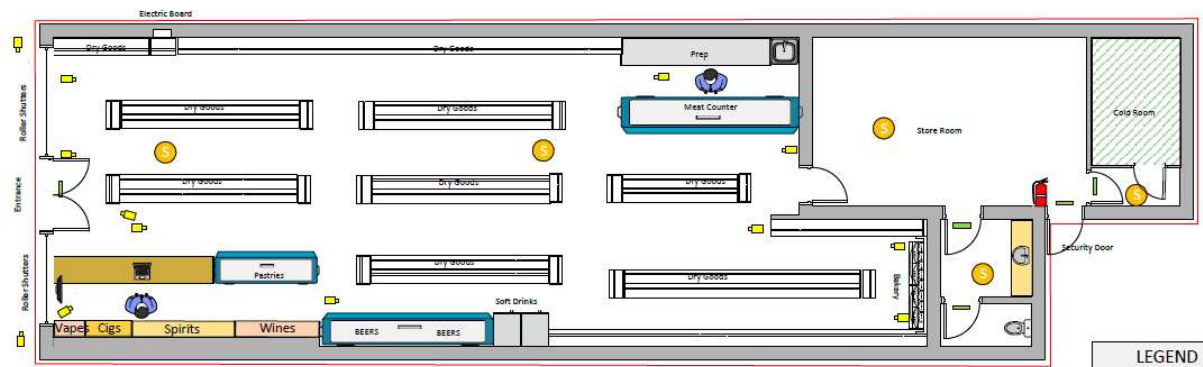 Electric Board
Dry Goods
Dry Goods
Prep
Roller Shutters
Dry Goods
Dry Goods
Meat Counter
Cold Room
S
S
S
Store Room
Entrance
Dry Goods
Dry Goods
Dry Goods
S
Security Door
Roller Shutters
Pastries
Dry Goods
Dry Goods
Bakery
S
Soft Drinks
Vapes
Cigs
Spirits
Wines
BEERS
BEERS
LEGEND